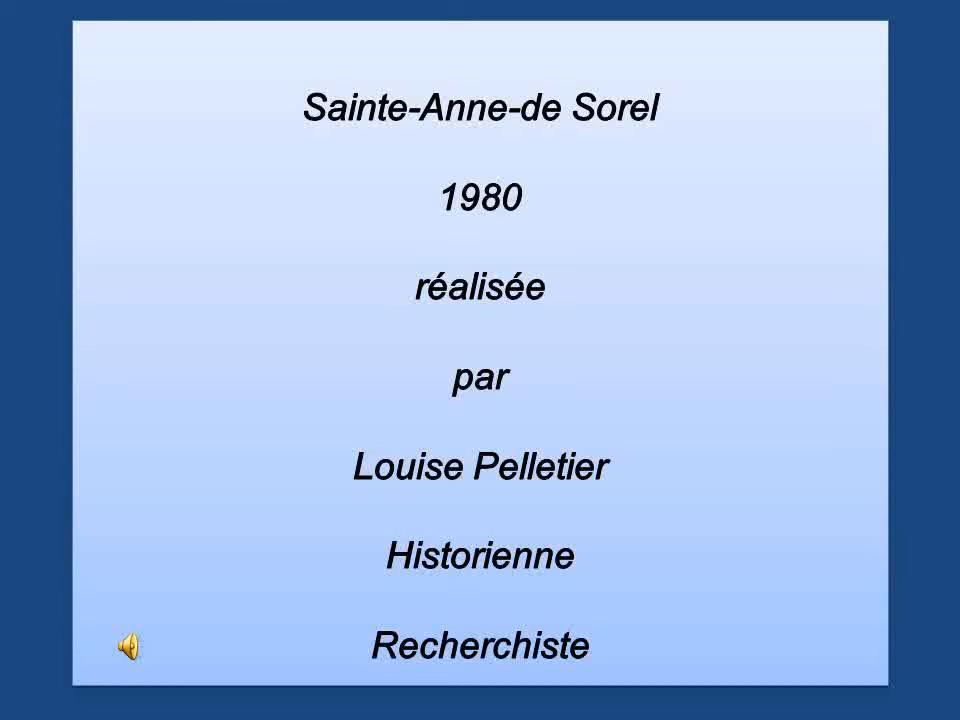 Sainte-Anne-de Sorel
1980
réalisée
par
Louise Pelletier
Historienne
Recherchiste